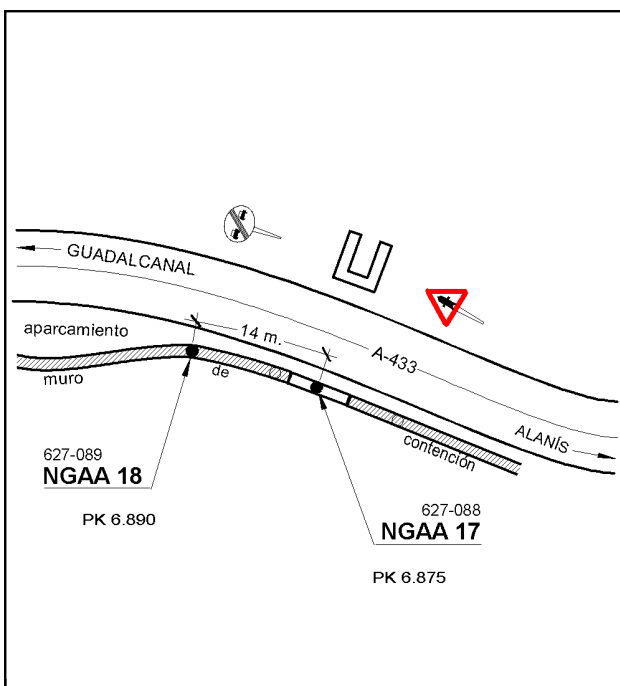 GUADALCANAL
aparcamiento
14 m.
A-433
muro
de
contención
ALANÍS
627-089
NGAA 18
PK 6.890
627-088
NGAA 17
PK 6.875